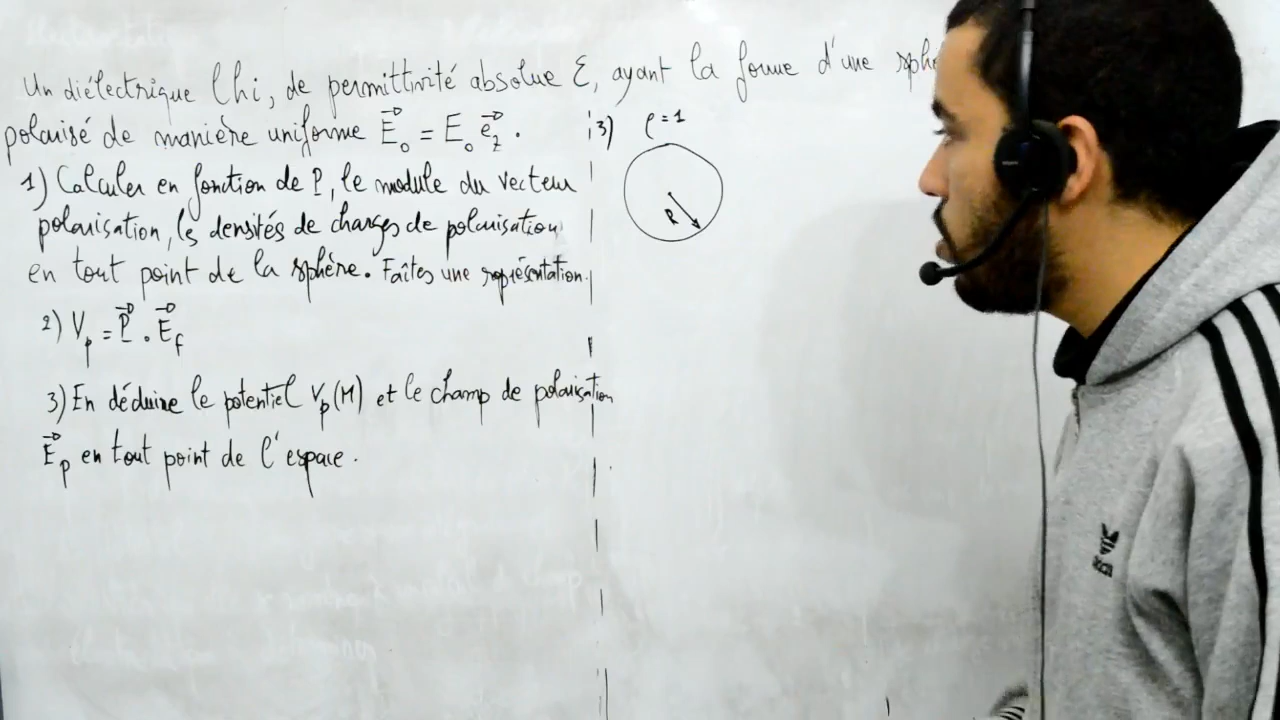 Un diélectrique lhi, de permittivité absolue ε, ayant la forme d'une sphè
polarisé de manière uniforme E⃗₀ = E₀ e⃗z.
1) Calculer en fonction de P, le module du vecteur
polarisation, les densités de charges de polarisation
en tout point de la sphère. Faîtes une représentation.
2) Vp = P⃗ . E⃗f
3) En déduire le potentiel Vp(M) et le champ de polarisation
E⃗p en tout point de l'espace.
3) ρ=1
R